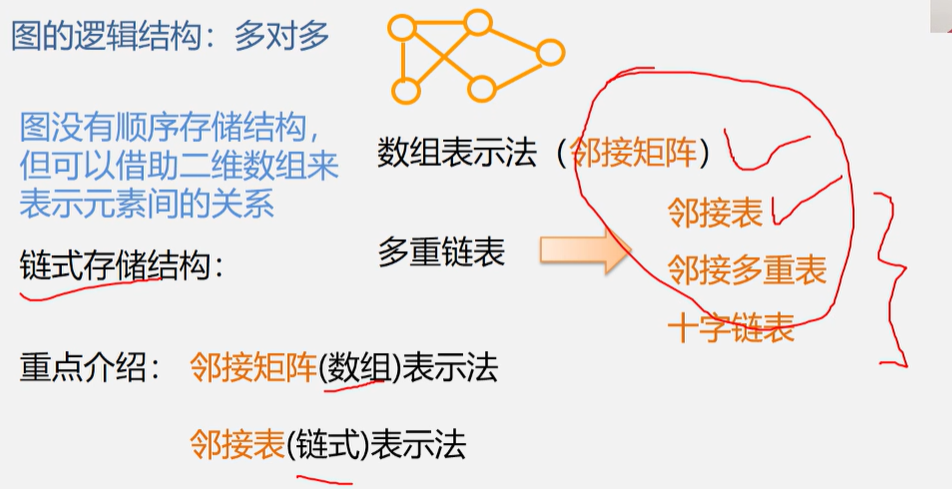 图的逻辑结构：多对多
图没有顺序存储结构，
但可以借助二维数组来
表示元素间的关系
数组表示法（邻接矩阵）
链式存储结构：
多重链表
邻接表
邻接多重表
十字链表
重点介绍：邻接矩阵(数组)表示法
邻接表(链式)表示法